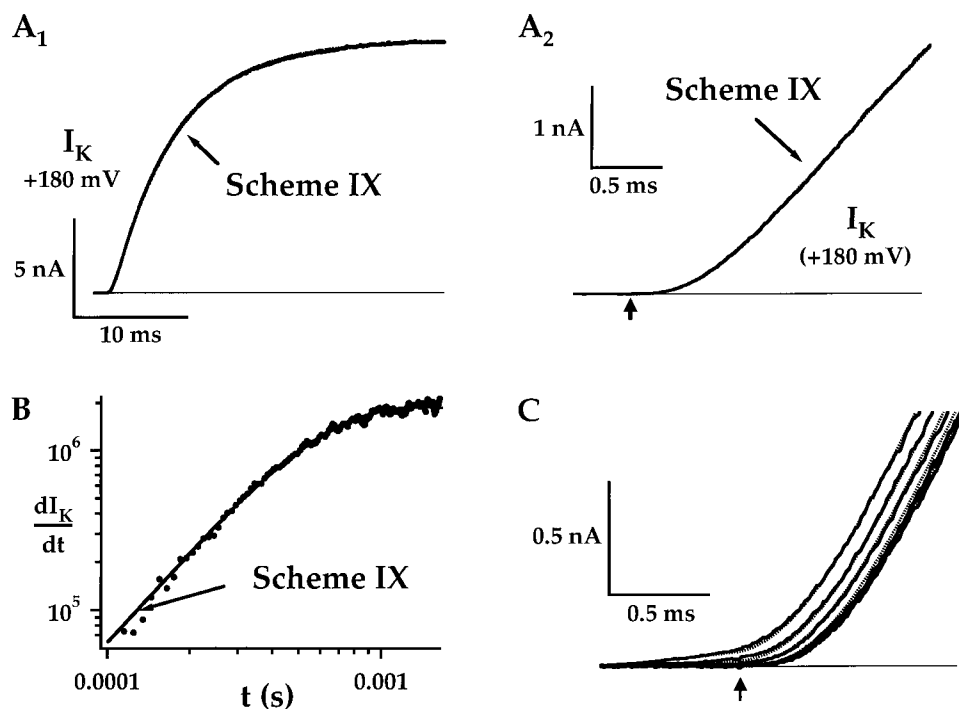 A1
IK
+180 mV
Scheme IX
5 nA
10 ms
A2
Scheme IX
1 nA
0.5 ms
IK
(+180 mV)
B
10^6
dIK
dt
10^5
Scheme IX
0.0001
0.001
t (s)
C
0.5 nA
0.5 ms